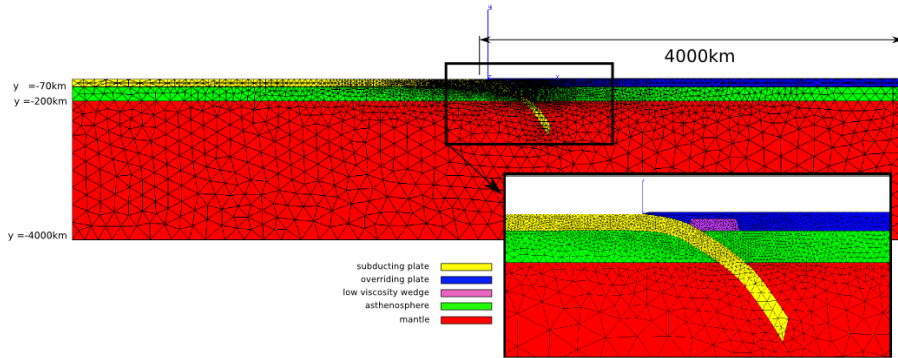 y
4000km
x
y =-70km
y =-200km
y =-4000km
subducting plate
overriding plate
low viscosity wedge
asthenosphere
mantle